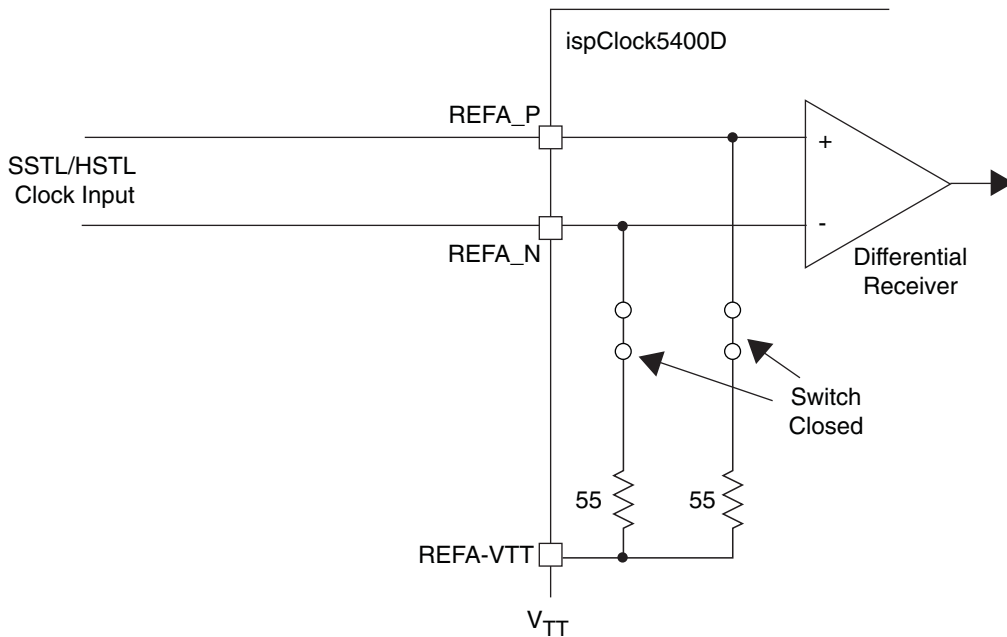 ispClock5400D
REFA_P
+
SSTL/HSTL
Clock Input
-
REFA_N
Differential
Receiver
Switch
Closed
55
55
REFA-VTT
VTT